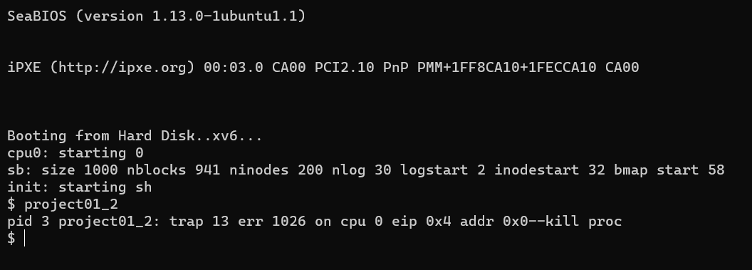 SeaBIOS (version 1.13.0-1ubuntu1.1)
iPXE (http://ipxe.org) 00:03.0 CA00 PCI2.10 PnP PMM+1FF8CA10+1FECCA10 CA00
Booting from Hard Disk..xv6...
cpu0: starting 0
sb: size 1000 nblocks 941 ninodes 200 nlog 30 logstart 2 inodestart 32 bmap start 58
init: starting sh
$ project01_2
pid 3 project01_2: trap 13 err 1026 on cpu 0 eip 0x4 addr 0x0--kill proc
$